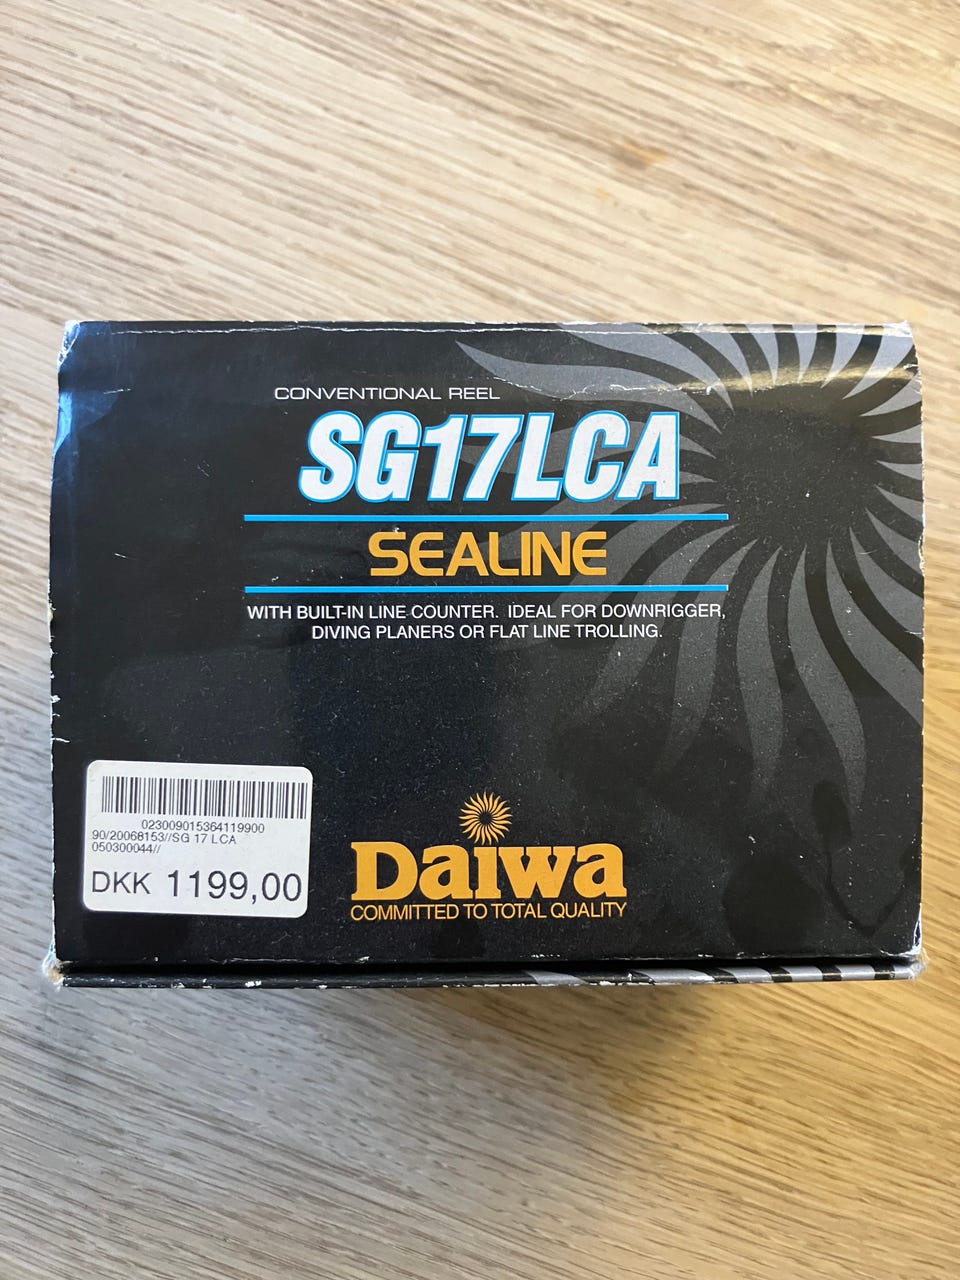 CONVENTIONAL REEL
SG17LCA
SEALINE
WITH BUILT-IN LINE COUNTER. IDEAL FOR DOWNRIGGER,
DIVING PLANERS OR FLAT LINE TROLLING.
023009015364119900
90/20068153//SG 17 LCA
050300044//
DKK 1199,00
Daiwa
COMMITTED TO TOTAL QUALITY